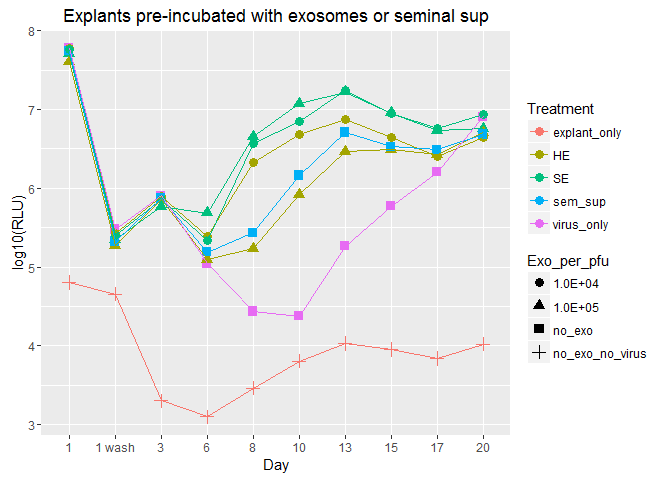 Explants pre-incubated with exosomes or seminal sup
8
7
6
5
4
3
log10(RLU)
1 1 wash 3 6 8 10 13 15 17 20
Day
Treatment
explant_only
HE
SE
sem_sup
virus_only
Exo_per_pfu
1.0E+04
1.0E+05
no_exo
no_exo_no_virus